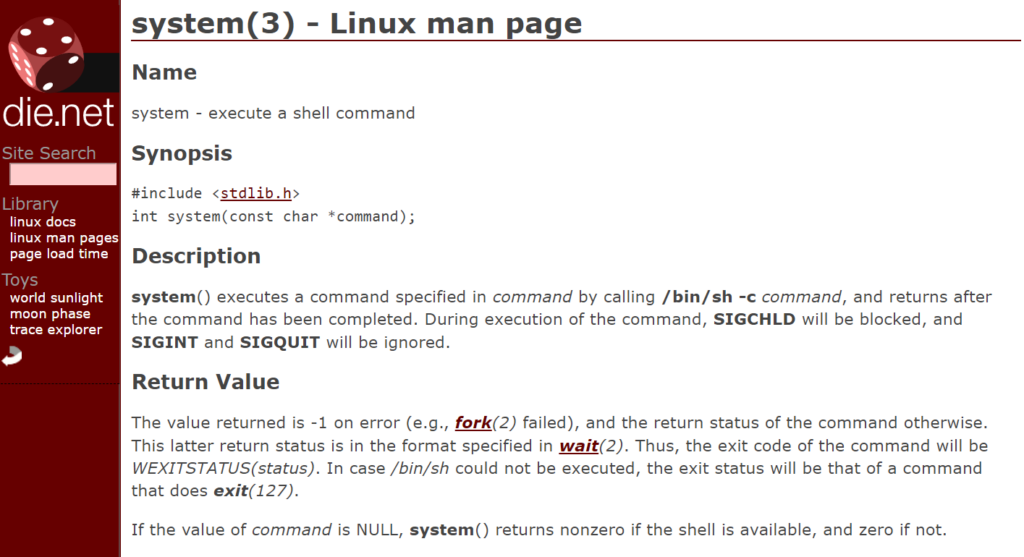 die.net
Site Search
Library
linux docs
linux man pages
page load time
Toys
world sunlight
moon phase
trace explorer
system(3) - Linux man page
Name
system - execute a shell command
Synopsis
#include <stdlib.h>
int system(const char *command);
Description
system() executes a command specified in command by calling /bin/sh -c command, and returns after
the command has been completed. During execution of the command, SIGCHLD will be blocked, and
SIGINT and SIGQUIT will be ignored.
Return Value
The value returned is -1 on error (e.g., fork(2) failed), and the return status of the command otherwise.
This latter return status is in the format specified in wait(2). Thus, the exit code of the command will be
WEXITSTATUS(status). In case /bin/sh could not be executed, the exit status will be that of a command
that does exit(127).
If the value of command is NULL, system() returns nonzero if the shell is available, and zero if not.